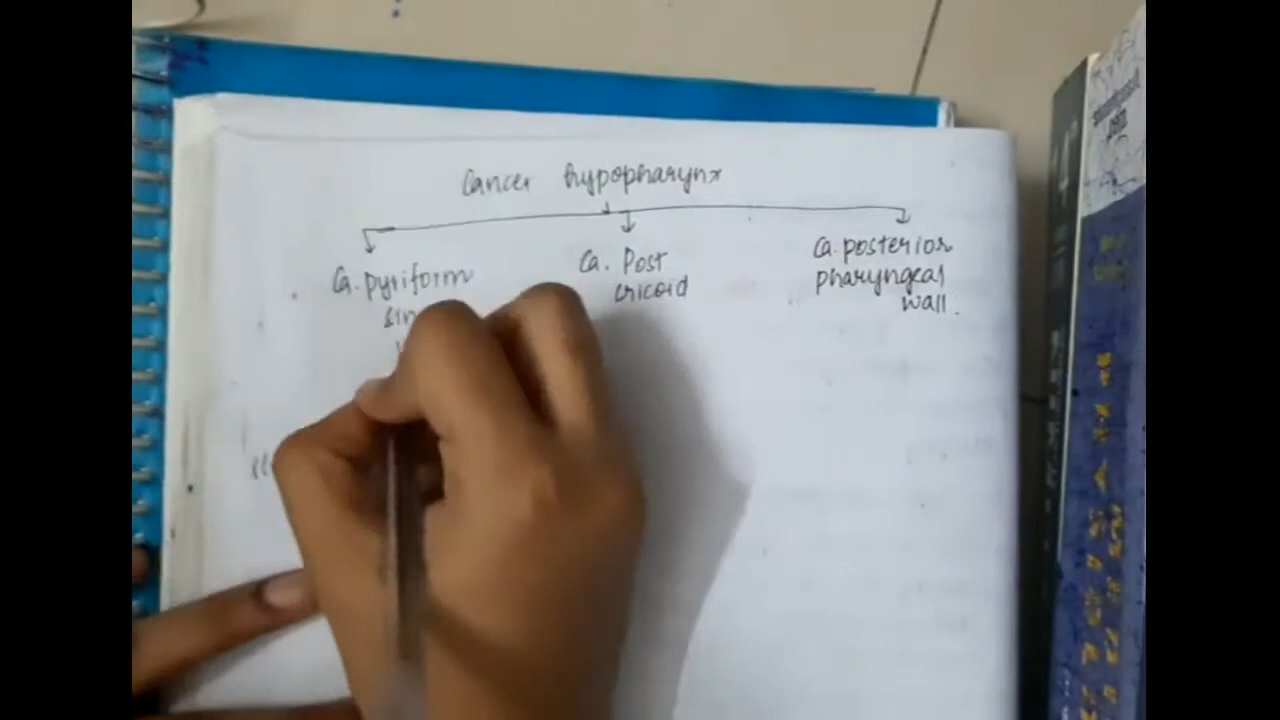 Cancer hypopharynx
Ca. pyriform
Ca. Post
cricoid
Ca. posterior
pharyngeal
wall.